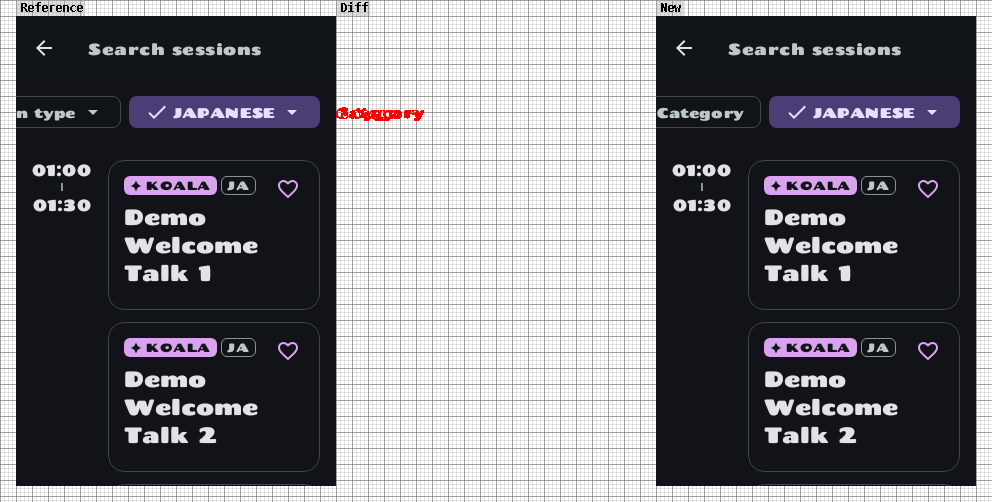 Reference
Diff
New
Search sessions
n type
JAPANESE
01:00
01:30
KOALA
JA
Demo
Welcome
Talk 1
KOALA
JA
Demo
Welcome
Talk 2
Category
Search sessions
Category
JAPANESE
01:00
01:30
KOALA
JA
Demo
Welcome
Talk 1
KOALA
JA
Demo
Welcome
Talk 2